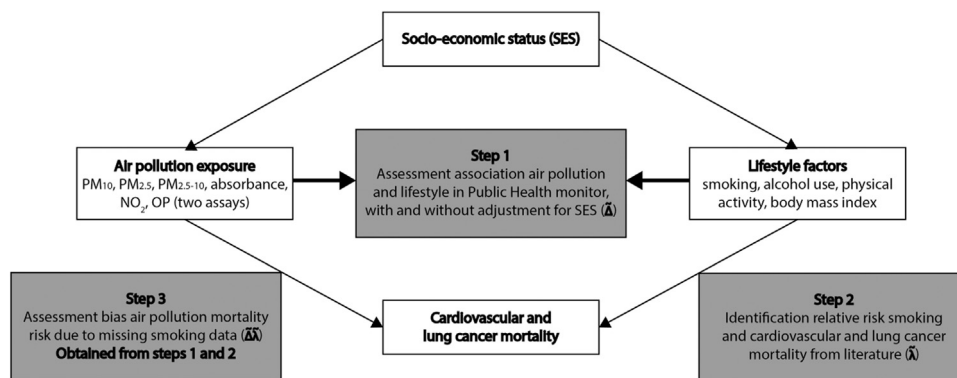 Socio-economic status (SES)
Air pollution exposure
PM₁₀, PM₂.₅, PM₂.₅₋₁₀, absorbance,
NO₂, OP (two assays)
Step 1
Assessment association air pollution
and lifestyle in Public Health monitor,
with and without adjustment for SES (Δ̃)
Lifestyle factors
smoking, alcohol use, physical
activity, body mass index
Step 3
Assessment bias air pollution mortality
risk due to missing smoking data (Δ̃λ̃)
Obtained from steps 1 and 2
Cardiovascular and
lung cancer mortality
Step 2
Identification relative risk smoking
and cardiovascular and lung cancer
mortality from literature (λ̃)